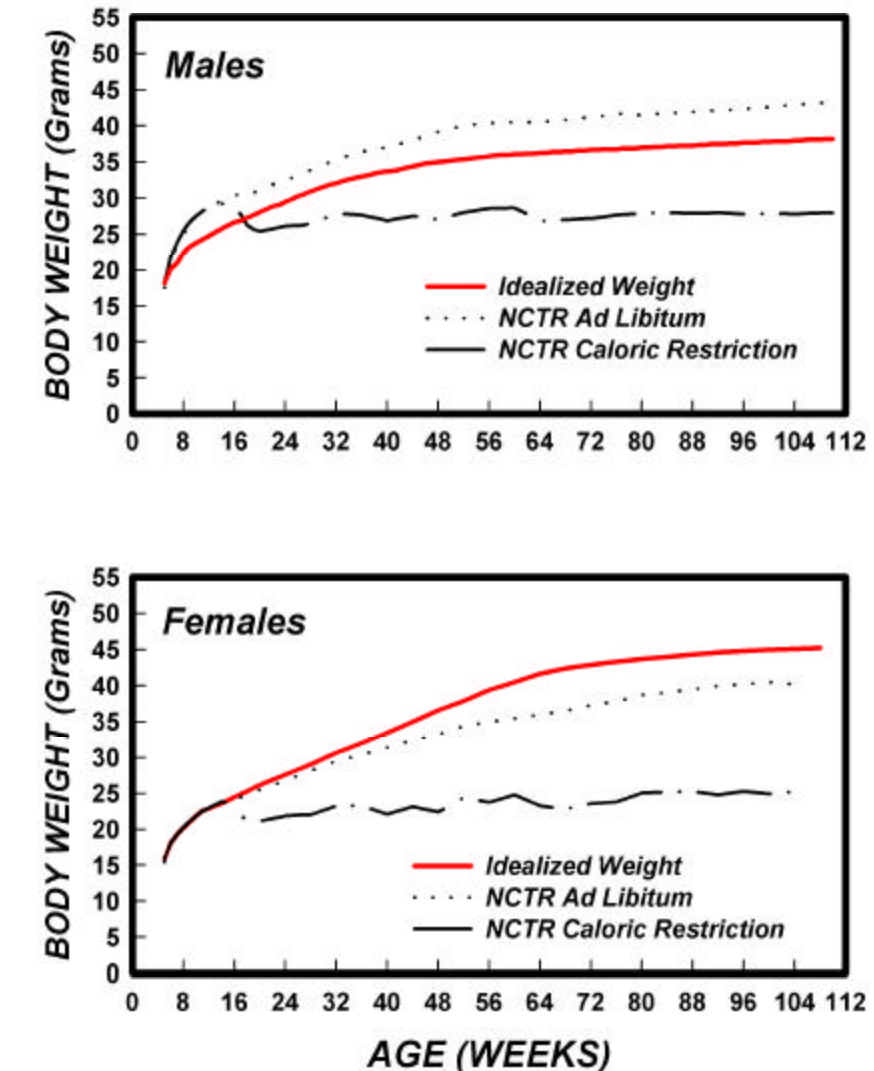 Males
BODY WEIGHT (Grams)
55
50
45
40
35
30
25
20
15
10
5
0
Idealized Weight
NCTR Ad Libitum
NCTR Caloric Restriction
0 8 16 24 32 40 48 56 64 72 80 88 96 104 112
Females
BODY WEIGHT (Grams)
55
50
45
40
35
30
25
20
15
10
5
0
Idealized Weight
NCTR Ad Libitum
NCTR Caloric Restriction
0 8 16 24 32 40 48 56 64 72 80 88 96 104 112
AGE (WEEKS)